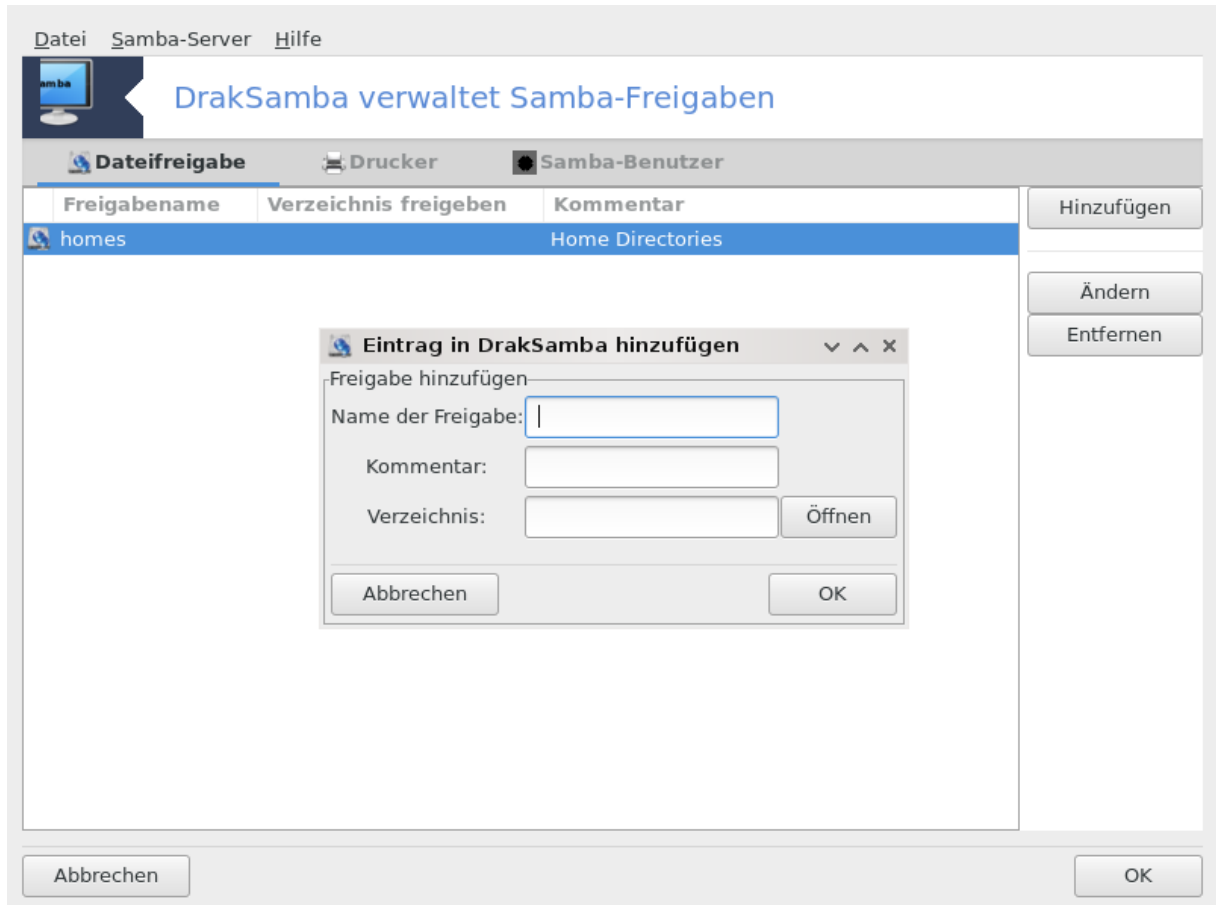 Datei Samba-Server Hilfe
amba
DrakSamba verwaltet Samba-Freigaben
Dateifreigabe Drucker Samba-Benutzer
Freigabename Verzeichnis freigeben Kommentar
Hinzufügen
homes Home Directories
Ändern
Entfernen
Eintrag in DrakSamba hinzufügen
Freigabe hinzufügen
Name der Freigabe:
Kommentar:
Verzeichnis: Öffnen
Abbrechen OK
Abbrechen OK